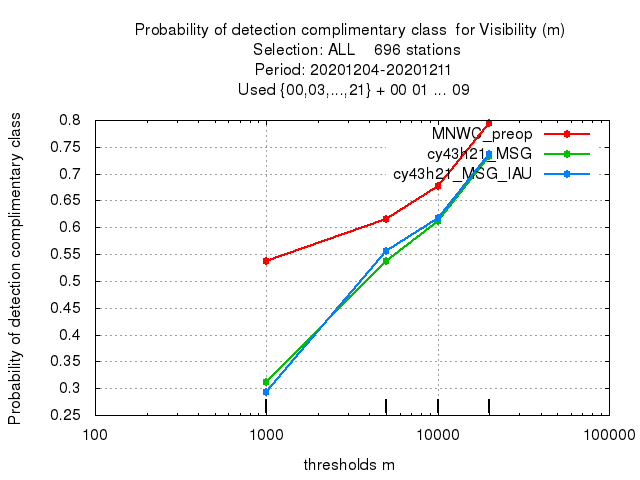 Probability of detection complimentary class  for Visibility (m)
Selection: ALL    696 stations
Period: 20201204-20201211
Used {00,03,...,21} + 00 01 ... 09
Probability of detection complimentary class
0.8
0.75
0.7
0.65
0.6
0.55
0.5
0.45
0.4
0.35
0.3
0.25
MNWC_preop
cy43h21_MSG
cy43h21_MSG_IAU
100 1000 10000 100000
thresholds m